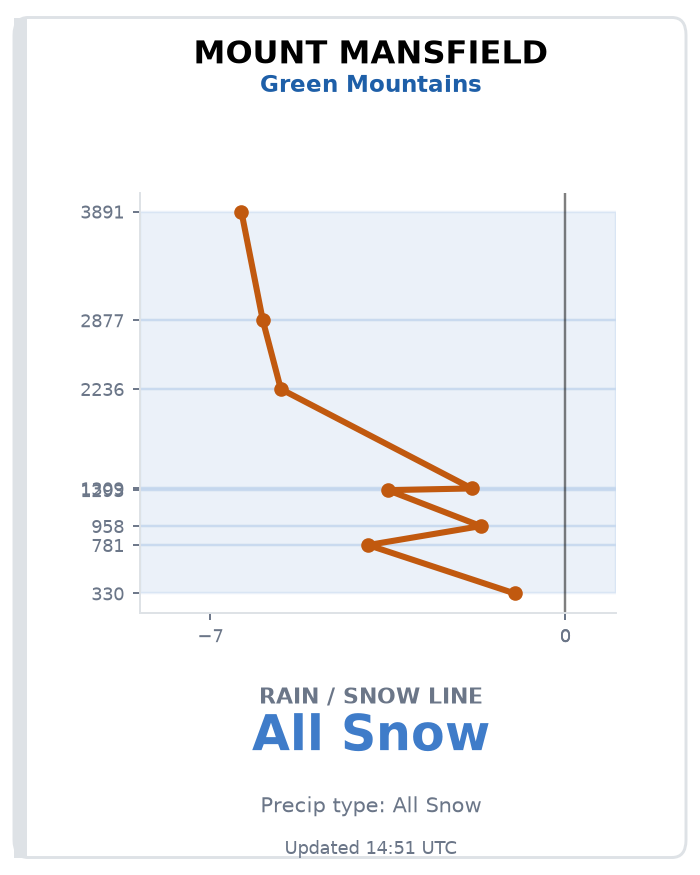 MOUNT MANSFIELD
Green Mountains
3891
2877
2236
958
781
330
−7
0
RAIN / SNOW LINE
All Snow
Precip type: All Snow
Updated 14:51 UTC